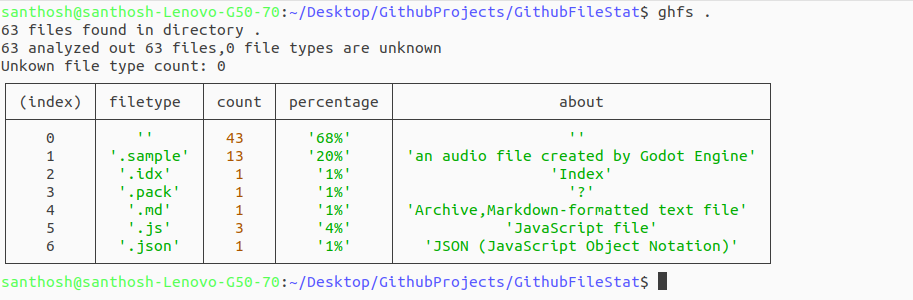 santhosh@santhosh-Lenovo-G50-70:~/Desktop/GithubProjects/GithubFileStat$ ghfs .
63 files found in directory .
63 analyzed out 63 files,0 file types are unknown
Unkown file type count: 0
(index) filetype count percentage about
0 '' 43 '68%' ''
1 '.sample' 13 '20%' 'an audio file created by Godot Engine'
2 '.idx' 1 '1%' 'Index'
3 '.pack' 1 '1%' '?'
4 '.md' 1 '1%' 'Archive,Markdown-formatted text file'
5 '.js' 3 '4%' 'JavaScript file'
6 '.json' 1 '1%' 'JSON (JavaScript Object Notation)'
santhosh@santhosh-Lenovo-G50-70:~/Desktop/GithubProjects/GithubFileStat$